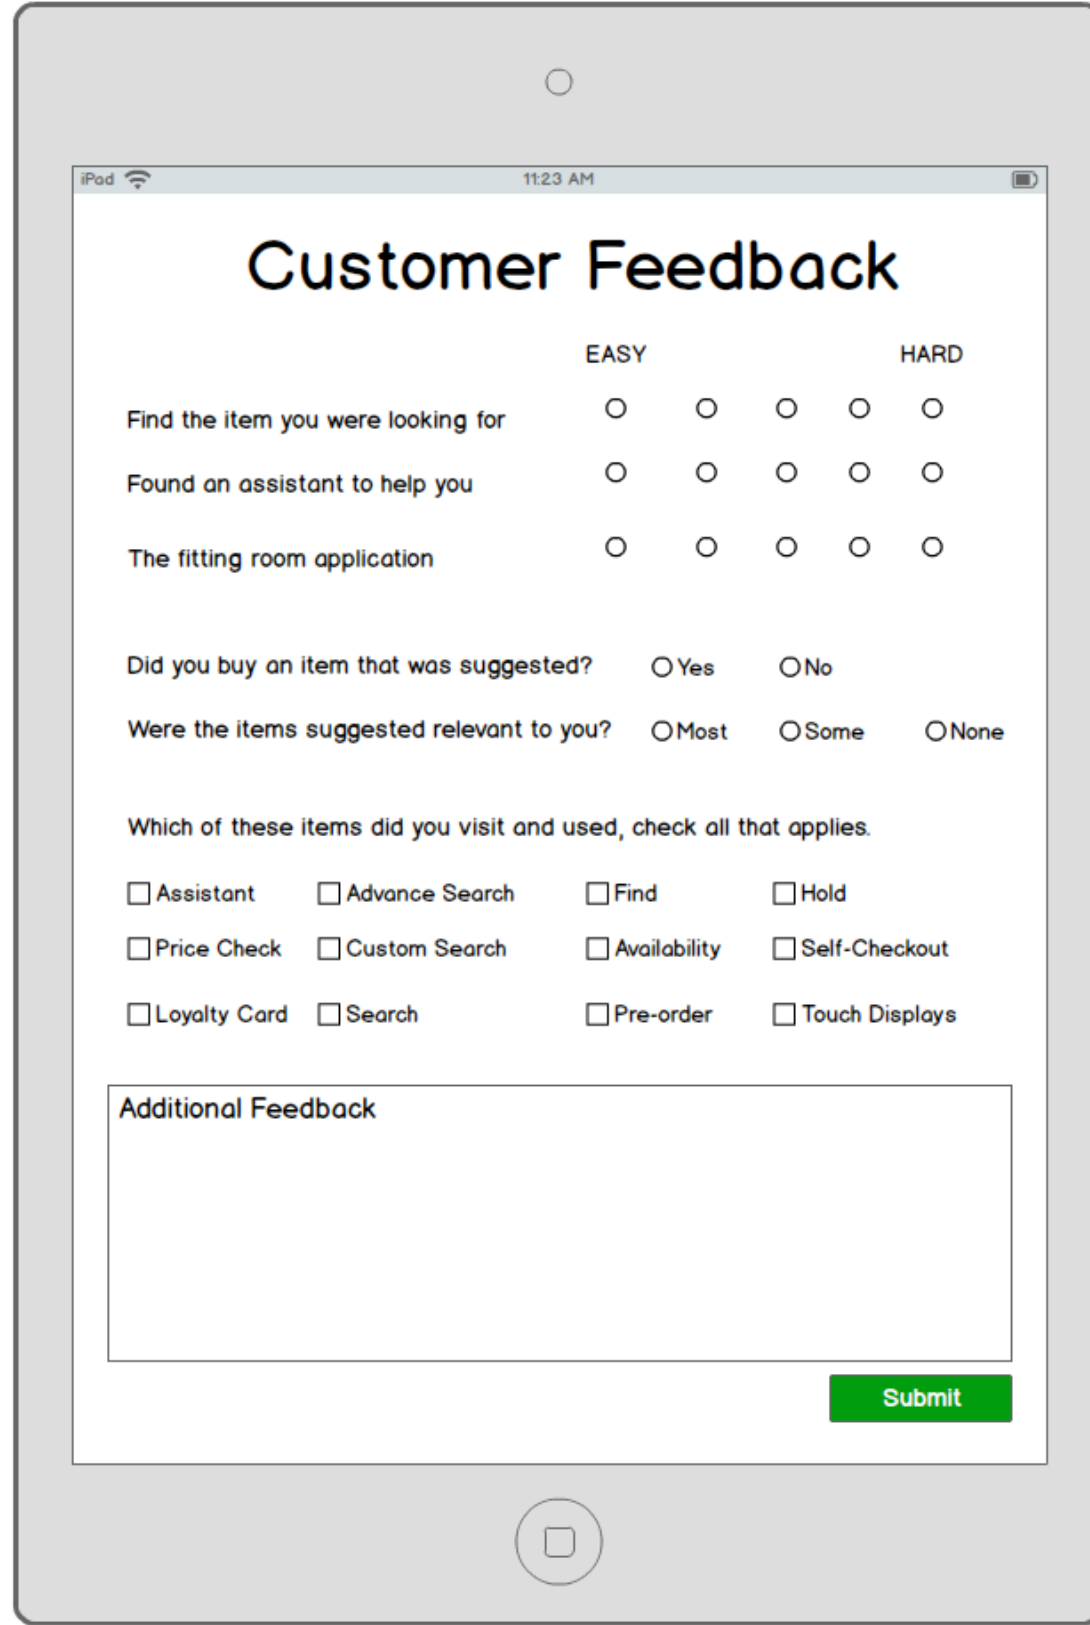 iPad 11:23 AM
Customer Feedback
EASY HARD
Find the item you were looking for
Found an assistant to help you
The fitting room application
Did you buy an item that was suggested? Yes No
Were the items suggested relevant to you? Most Some None
Which of these items did you visit and used, check all that applies.
Assistant Advance Search Find Hold
Price Check Custom Search Availability Self-Checkout
Loyalty Card Search Pre-order Touch Displays
Additional Feedback
Submit